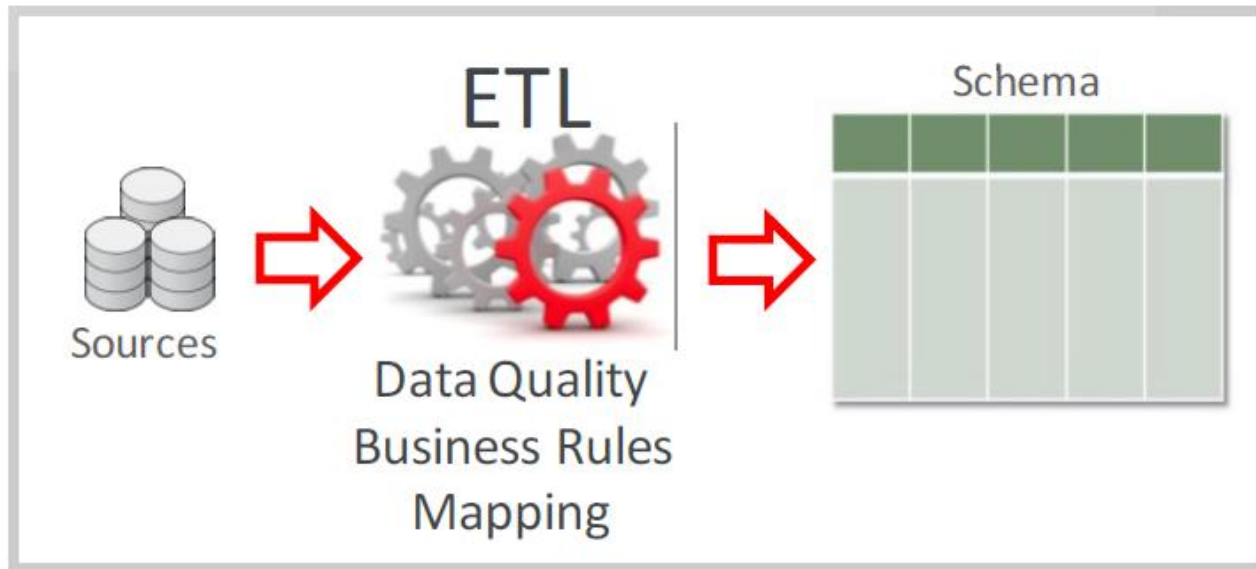 ETL
Schema
Sources
Data Quality
Business Rules
Mapping